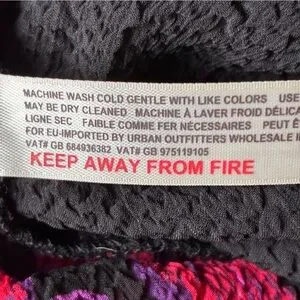 MACHINE WASH COLD GENTLE WITH LIKE COLORS USE
MAY BE DRY CLEANED MACHINE À LAVER FROID DÉLICA
LIGNE SEC FAIBLE COMME FER NÉCESSAIRES PEUT Ê
FOR EU-IMPORTED BY URBAN OUTFITTERS WHOLESALE I
VAT# GB 684936382 VAT# GB 975119105
KEEP AWAY FROM FIRE